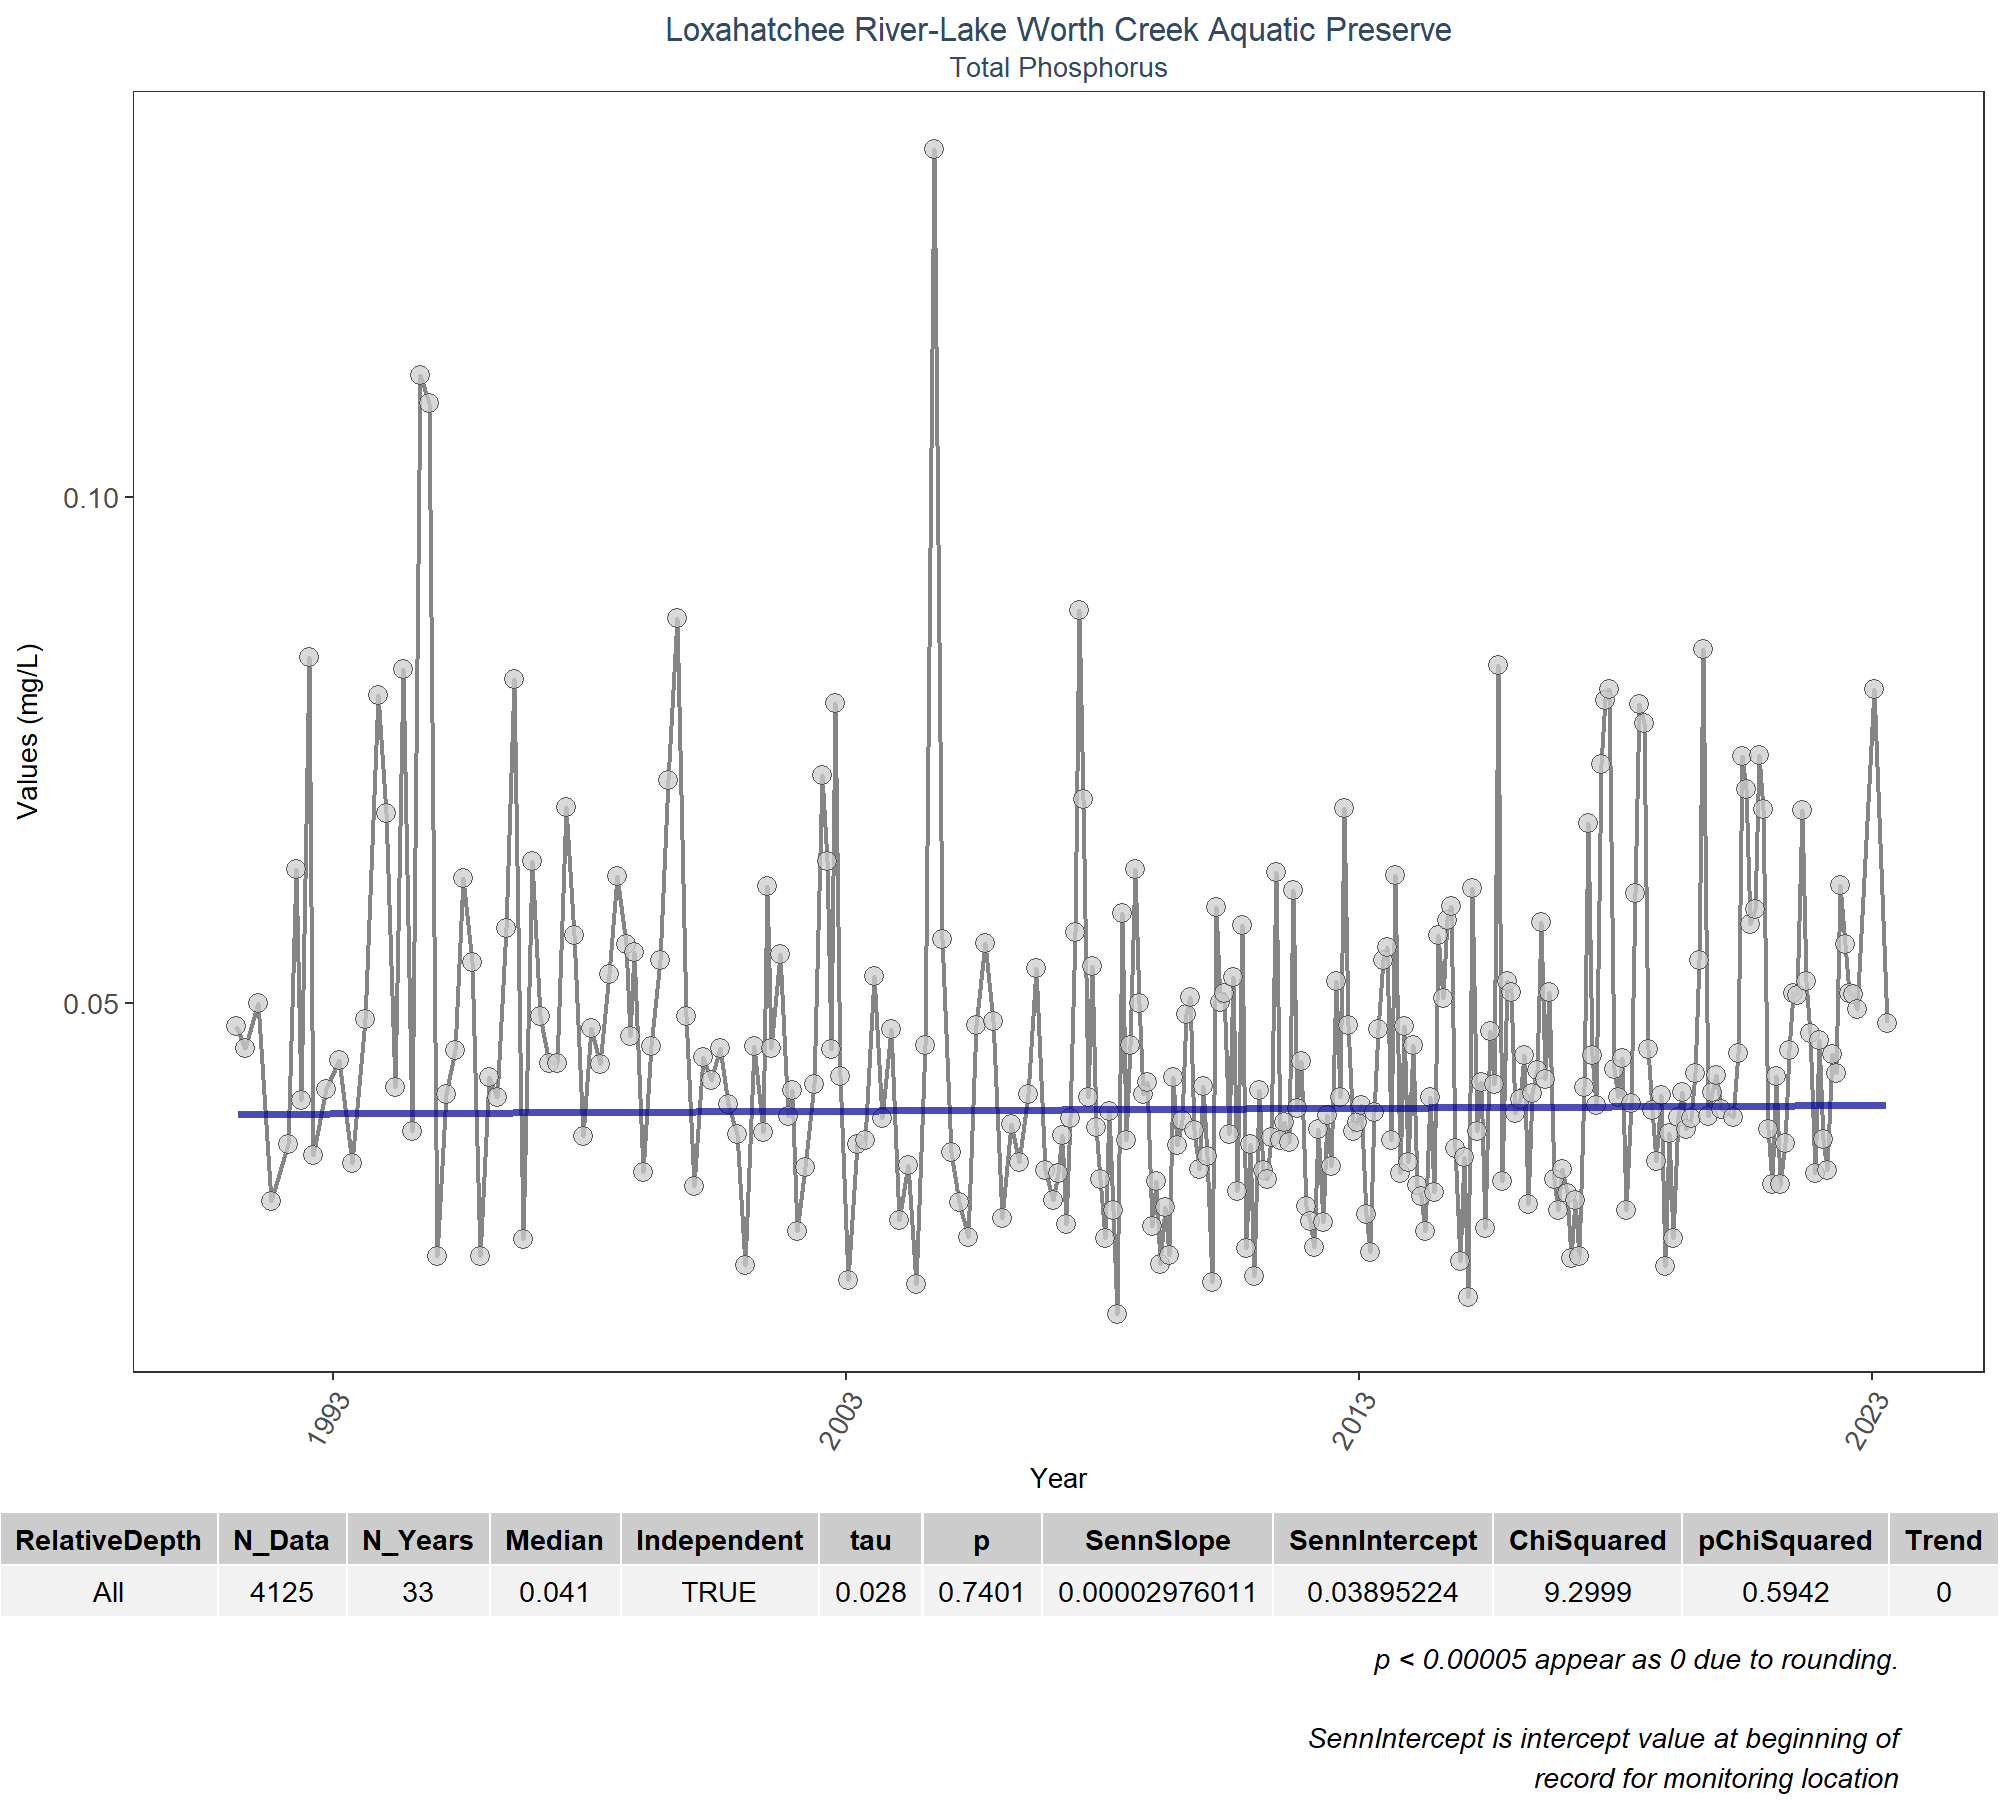 Loxahatchee River-Lake Worth Creek Aquatic Preserve
Total Phosphorus
Values (mg/L)
0.10
0.05
1993
2003
2013
2023
Year
RelativeDepth N_Data N_Years Median Independent tau p SennSlope SennIntercept ChiSquared pChiSquared Trend
All 4125 33 0.041 TRUE 0.028 0.7401 0.00002976011 0.03895224 9.2999 0.5942 0
p < 0.00005 appear as 0 due to rounding.
SennIntercept is intercept value at beginning of
record for monitoring location